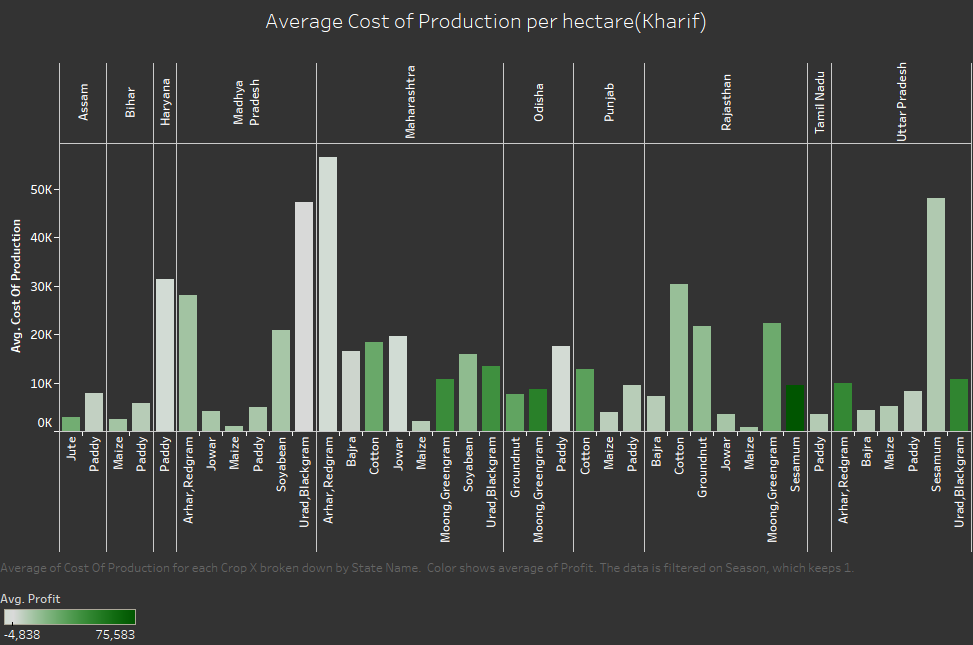 Average Cost of Production per hectare(Kharif)
Assam
Bihar
Haryana
Madhya
Pradesh
Maharashtra
Odisha
Punjab
Rajasthan
Tamil Nadu
Uttar Pradesh
Avg. Cost Of Production
50K
40K
30K
20K
10K
0K
Jute
Paddy
Maize
Paddy
Paddy
Arhar,Redgram
Jowar
Maize
Paddy
Soyabean
Urad,Blackgram
Arhar,Redgram
Bajra
Cotton
Jowar
Maize
Moong,Greengram
Soyabean
Urad,Blackgram
Groundnut
Moong,Greengram
Paddy
Cotton
Maize
Paddy
Bajra
Cotton
Groundnut
Jowar
Maize
Moong,Greengram
Sesamum
Paddy
Arhar,Redgram
Bajra
Maize
Paddy
Sesamum
Urad,Blackgram
Average of Cost Of Production for each Crop X broken down by State Name.  Color shows average of Profit. The data is filtered on Season, which keeps 1.
Avg. Profit
-4,838 75,583